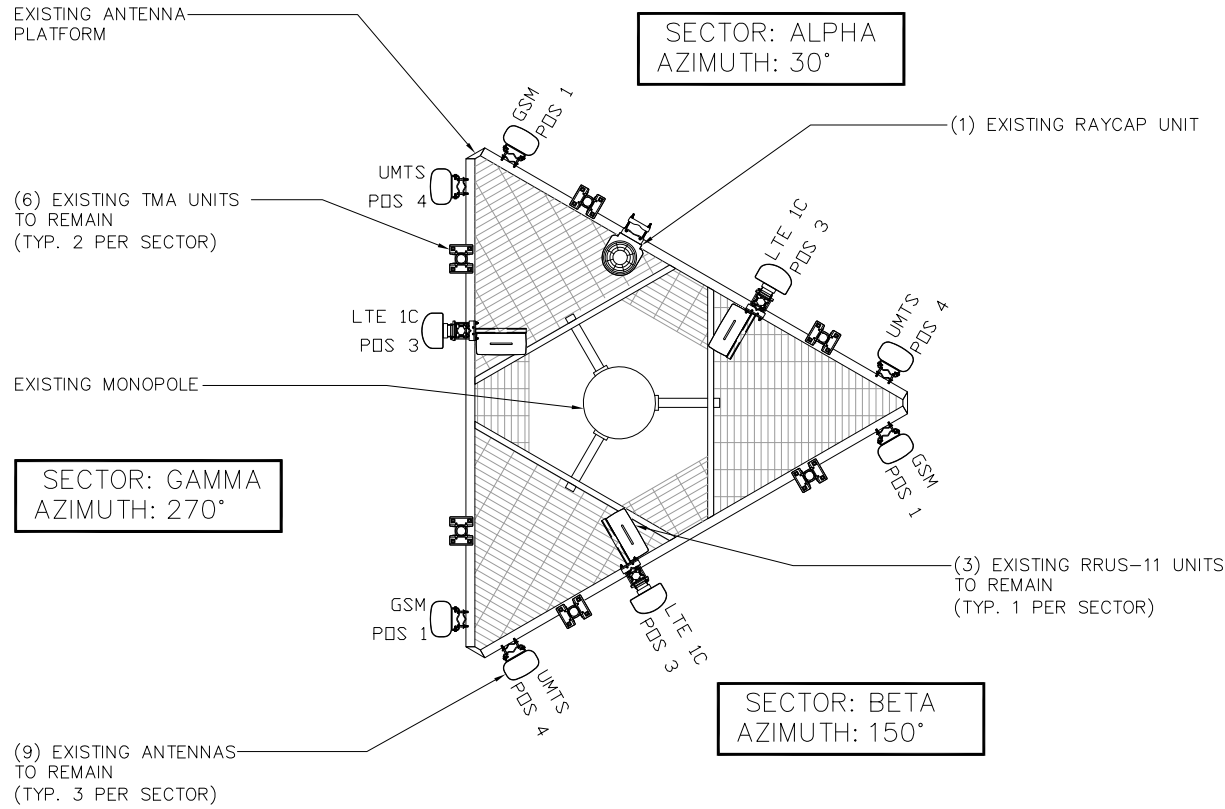 EXISTING ANTENNA
PLATFORM
SECTOR: ALPHA
AZIMUTH: 30°
GSM
POS 1
(1) EXISTING RAYCAP UNIT
UMTS
POS 4
(6) EXISTING TMA UNITS
TO REMAIN
(TYP. 2 PER SECTOR)
LTE 1C
POS 3
LTE 1C
POS 3
UMTS
POS 4
EXISTING MONOPOLE
SECTOR: GAMMA
AZIMUTH: 270°
GSM
POS 1
(3) EXISTING RRUS-11 UNITS
TO REMAIN
(TYP. 1 PER SECTOR)
GSM
POS 1
LTE 1C
POS 3
UMTS
POS 4
SECTOR: BETA
AZIMUTH: 150°
(9) EXISTING ANTENNAS
TO REMAIN
(TYP. 3 PER SECTOR)